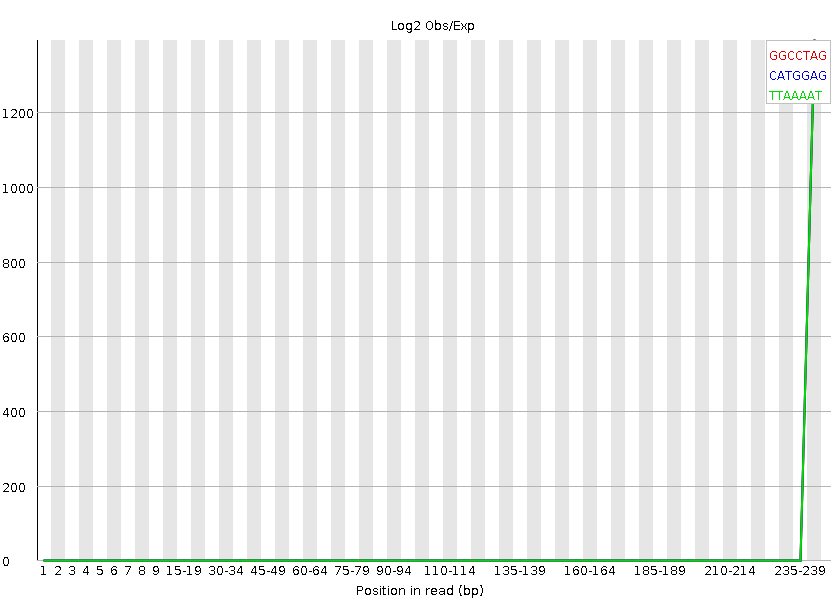 Log2 Obs/Exp
GGCCTAG
CATGGAG
TTAAAAT
1200
1000
800
600
400
200
0
1 2 3 4 5 6 7 8 9 15-19 30-34 45-49 60-64 75-79 90-94 110-114 135-139 160-164 185-189 210-214 235-239
Position in read (bp)